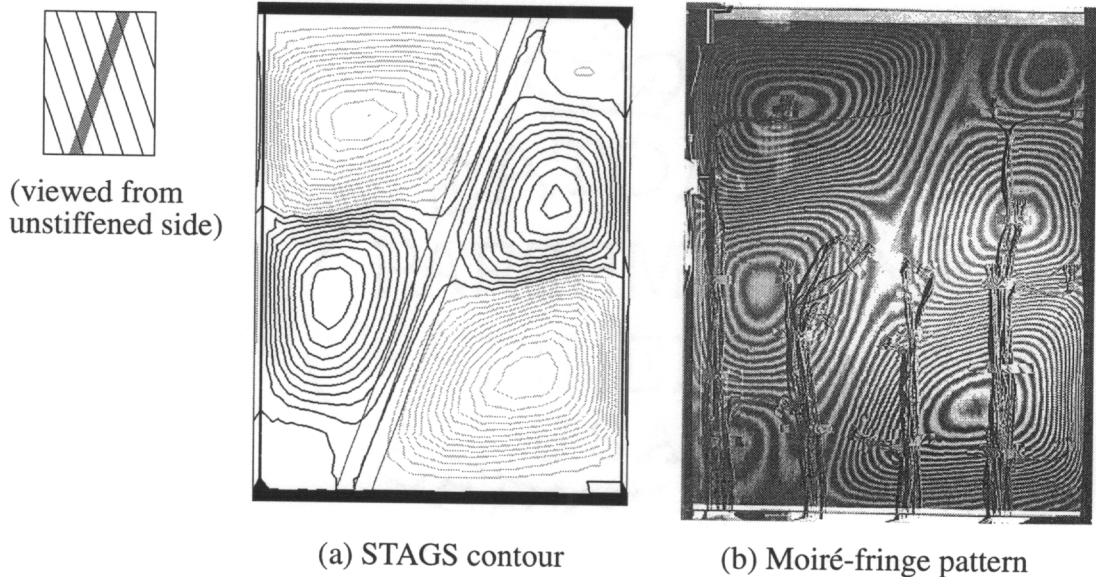 (viewed from
unstiffened side)
(a) STAGS contour
(b) Moiré-fringe pattern